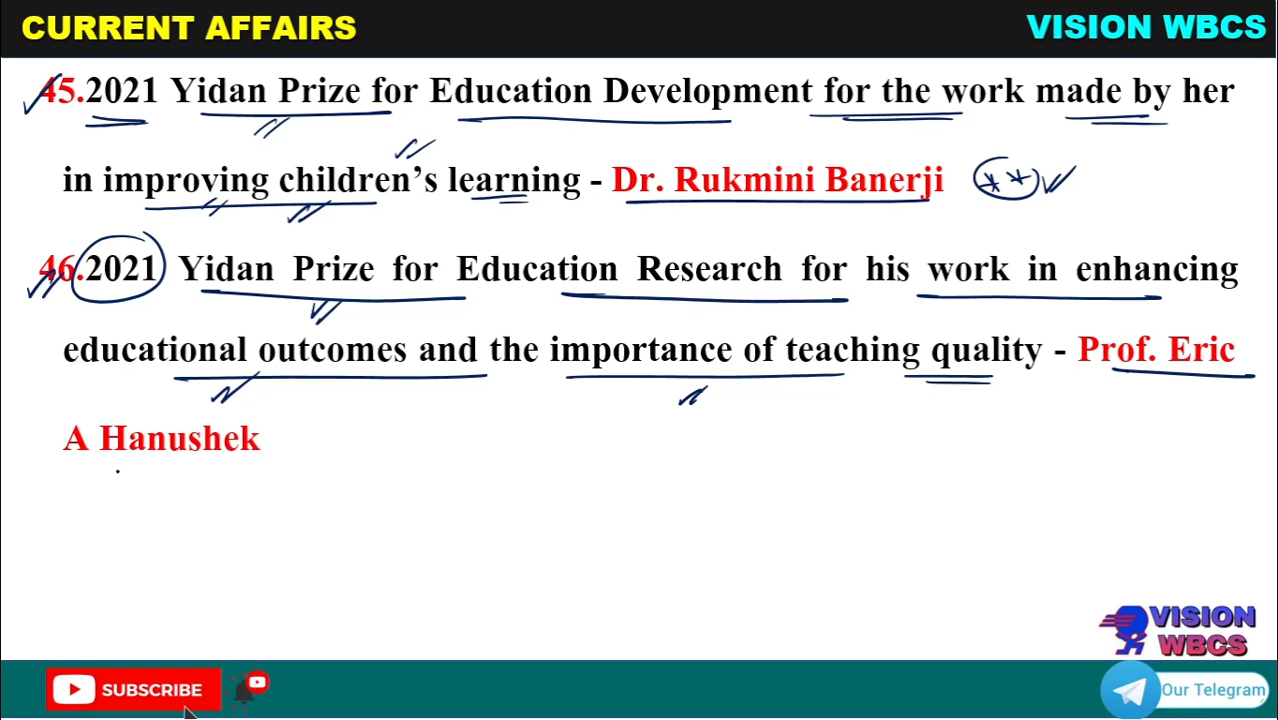 CURRENT AFFAIRS
VISION WBCS
45.2021 Yidan Prize for Education Development for the work made by her
in improving children’s learning - Dr. Rukmini Banerji
46.2021 Yidan Prize for Education Research for his work in enhancing
educational outcomes and the importance of teaching quality - Prof. Eric
A Hanushek
VISION
WBCS
SUBSCRIBE
Our Telegram